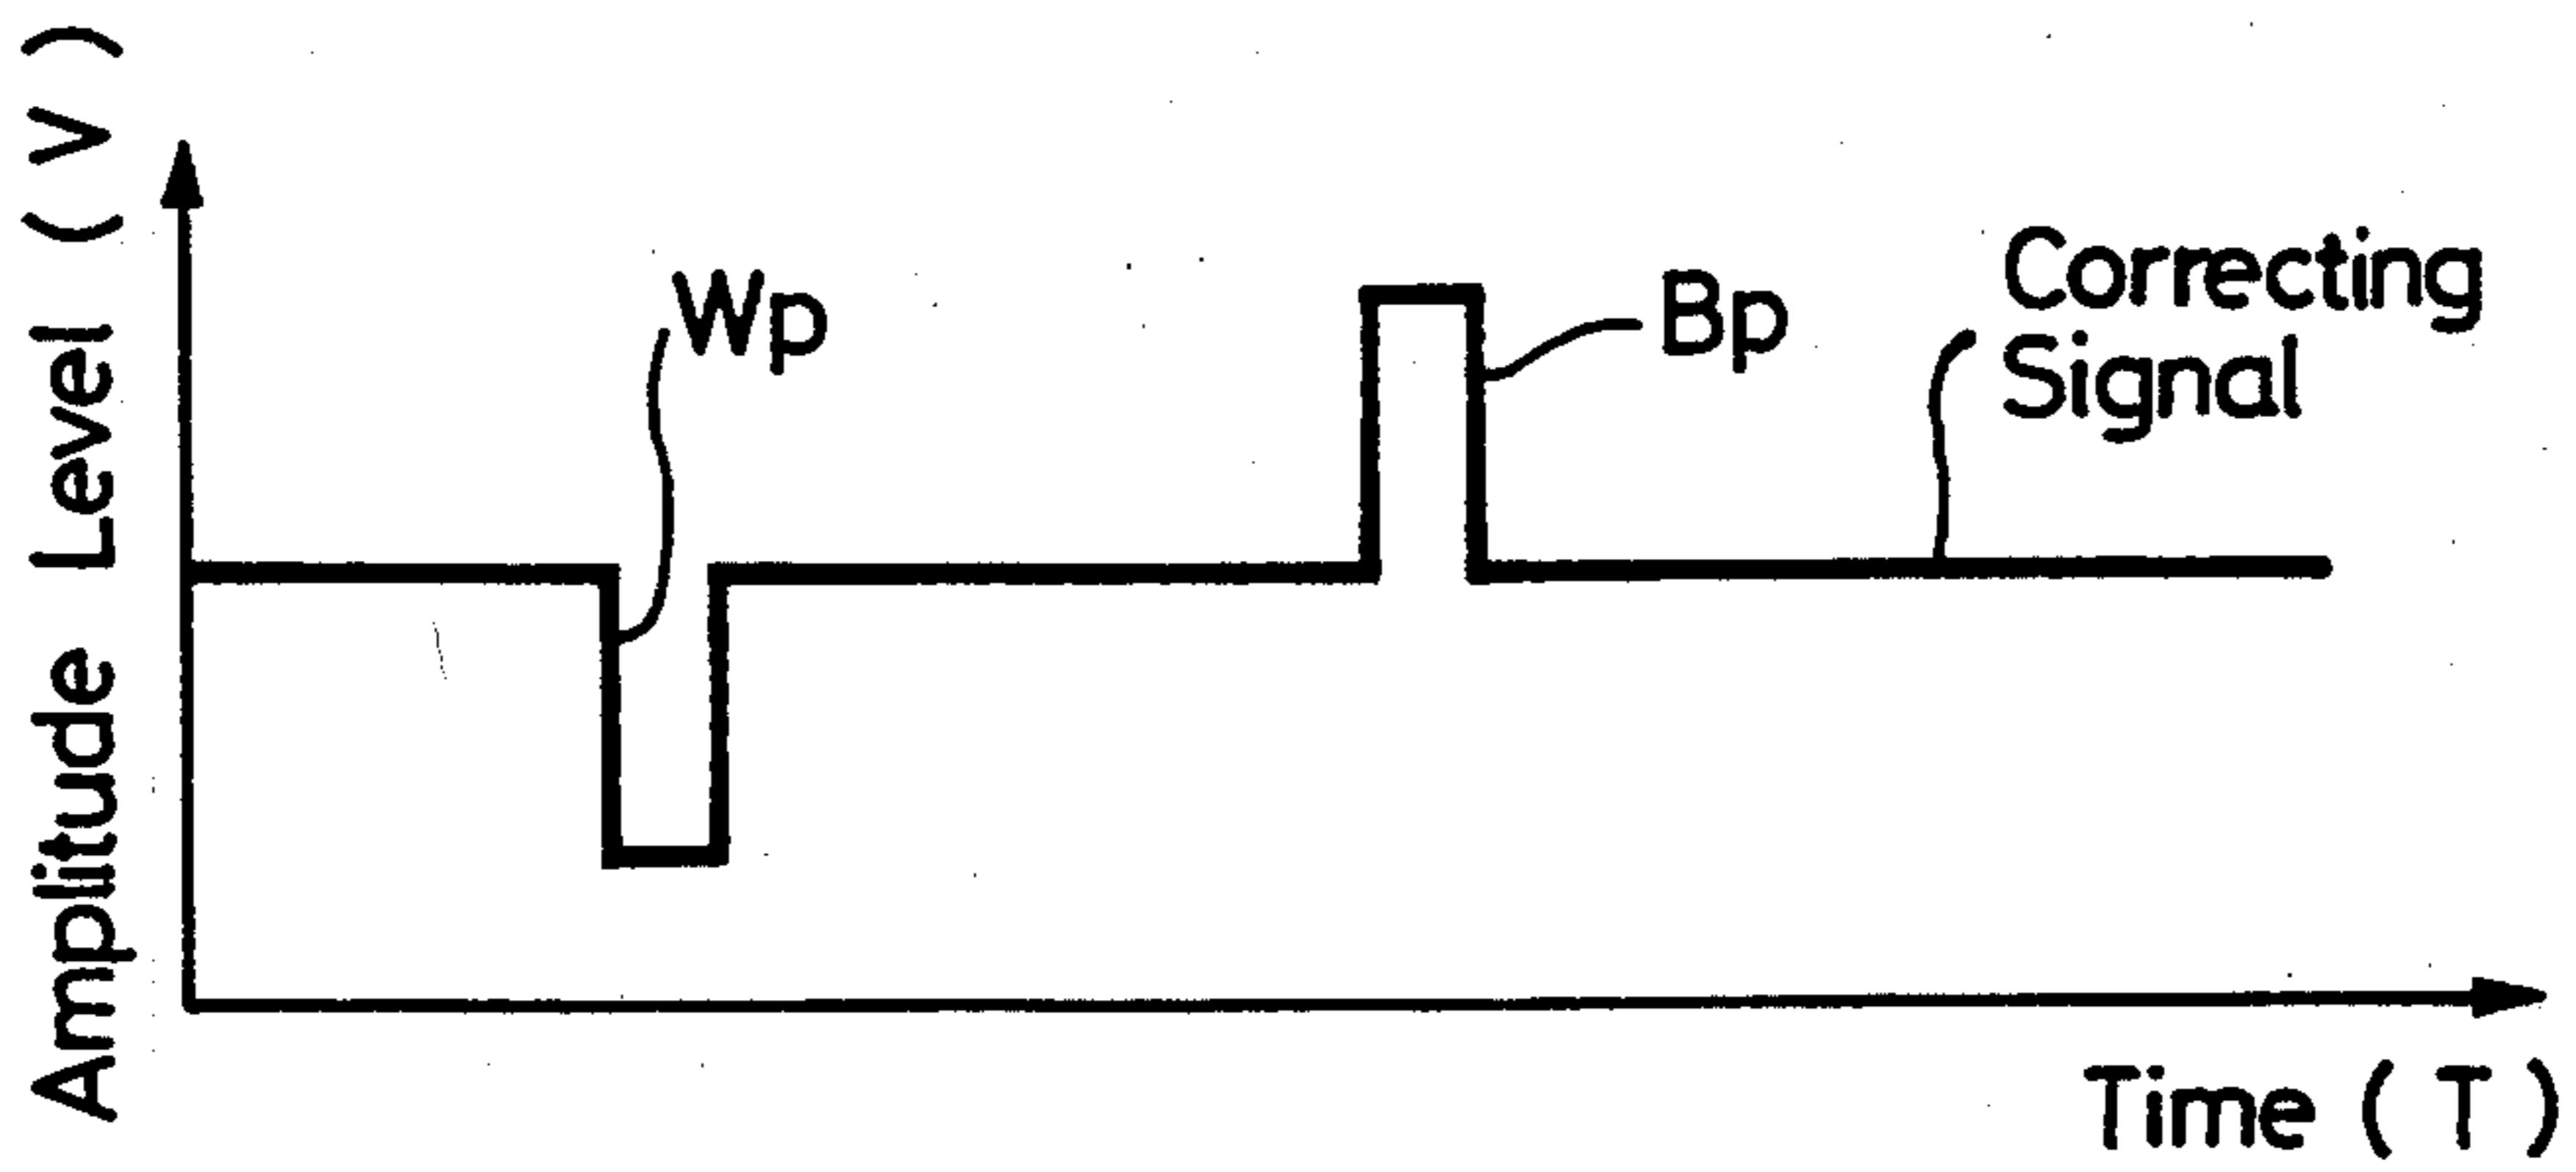 Amplitude Level ( V )
Wp
Bp
Correcting
Signal
Time ( T )